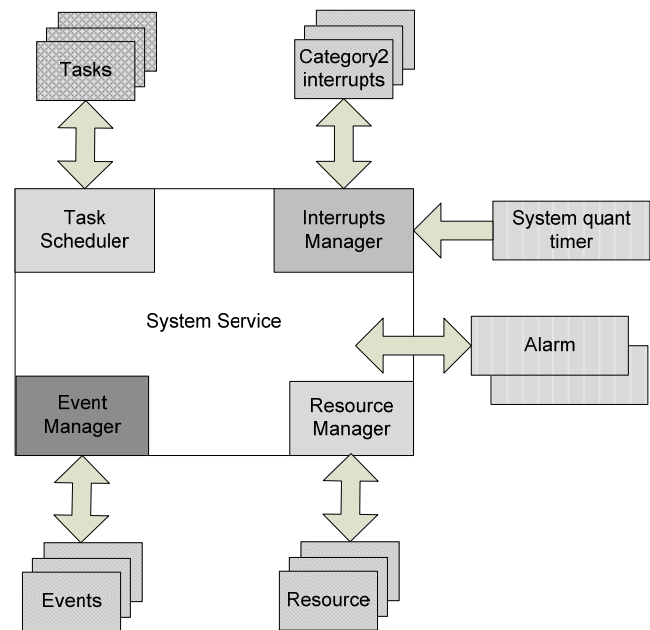 Tasks
Category2
interrupts
Task
Scheduler
Interrupts
Manager
System quant
timer
System Service
Alarm
Event
Manager
Resource
Manager
Events
Resource